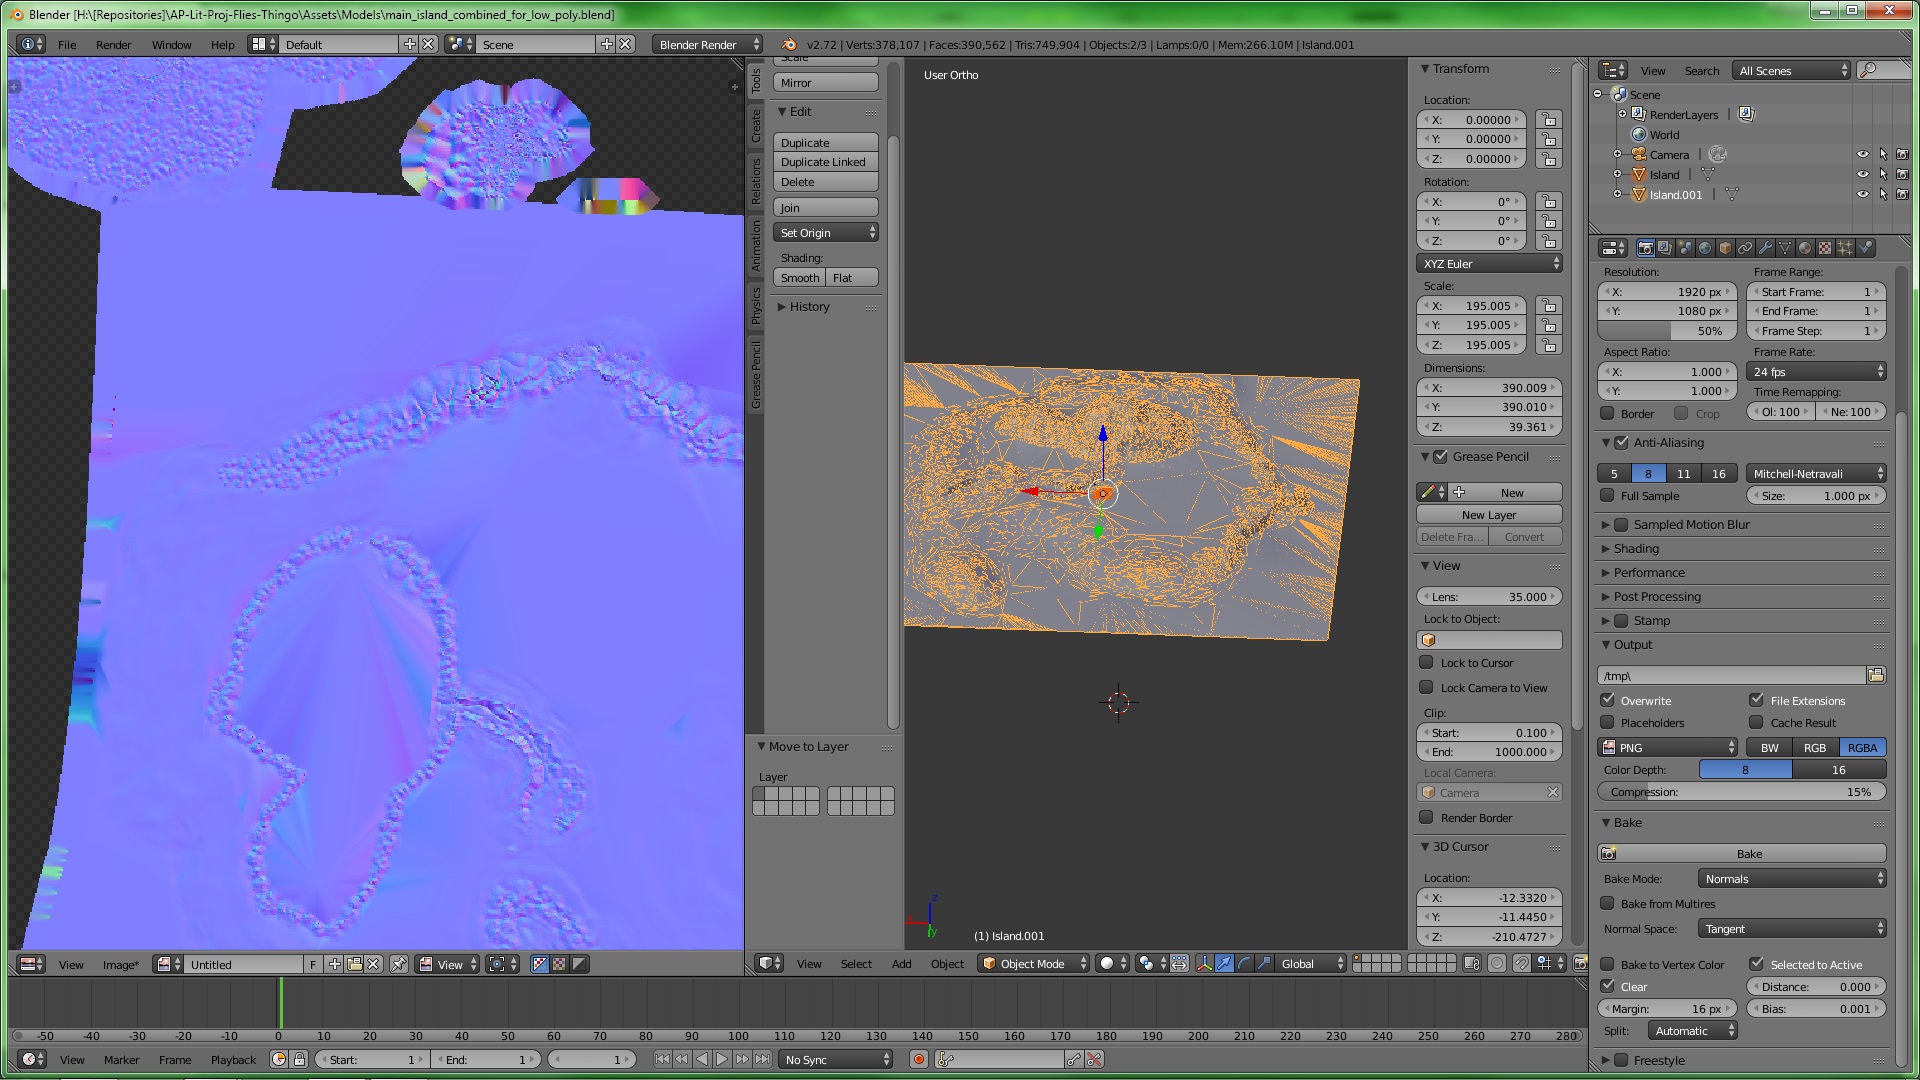 Blender [H:\[Repositories]\AP-Lit-Proj-Flies-Thingo\Assets\Models\main_island_combined_for_low_poly.blend]
File Render Window Help Default Scene Blender Render v2.72 | Verts:378,107 | Faces:390,562 | Tris:749,904 | Objects:2/3 | Lamps:0/0 | Mem:266.10M | Island.001
Tools
Create
Relations
Animation
Physics
Grease Pencil
Scale
Mirror
Edit
Duplicate
Duplicate Linked
Delete
Join
Set Origin
Shading:
Smooth Flat
History
Move to Layer
Layer
User Ortho
z
y
(1) Island.001
Transform
Location:
X: 0.00000
Y: 0.00000
Z: 0.00000
Rotation:
X: 0°
Y: 0°
Z: 0°
XYZ Euler
Scale:
X: 195.005
Y: 195.005
Z: 195.005
Dimensions:
X: 390.009
Y: 390.010
Z: 39.361
Grease Pencil
New
New Layer
Delete Fra... Convert
View
Lens: 35.000
Lock to Object:
Lock to Cursor
Lock Camera to View
Clip:
Start: 0.100
End: 1000.000
Local Camera:
Camera
Render Border
3D Cursor
Location:
X: -12.3320
Y: -11.4450
Z: -210.4727
View Search All Scenes
Scene
RenderLayers |
World
Camera |
Island |
Island.001 |
Resolution: Frame Range:
X: 1920 px Start Frame: 1
Y: 1080 px End Frame: 1
50% Frame Step: 1
Aspect Ratio: Frame Rate:
X: 1.000 24 fps
Y: 1.000 Time Remapping:
Border Crop Ol: 100 Ne: 100
Anti-Aliasing
5 8 11 16 Mitchell-Netravali
Full Sample Size: 1.000 px
Sampled Motion Blur
Shading
Performance
Post Processing
Stamp
Output
/tmp\
Overwrite File Extensions
Placeholders Cache Result
PNG BW RGB RGBA
Color Depth: 8 16
Compression: 15%
Bake
Bake
Bake Mode: Normals
Bake from Multires
Normal Space: Tangent
Bake to Vertex Color Selected to Active
Clear Distance: 0.000
Margin: 16 px Bias: 0.001
Split: Automatic
Freestyle
View Image* Untitled F View
View Select Add Object Object Mode Global
-50 -40 -30 -20 -10 0 10 20 30 40 50 60 70 80 90 100 110 120 130 140 150 160 170 180 190 200 210 220 230 240 250 260 270 280
View Marker Frame Playback Start: 1 End: 1 1 No Sync